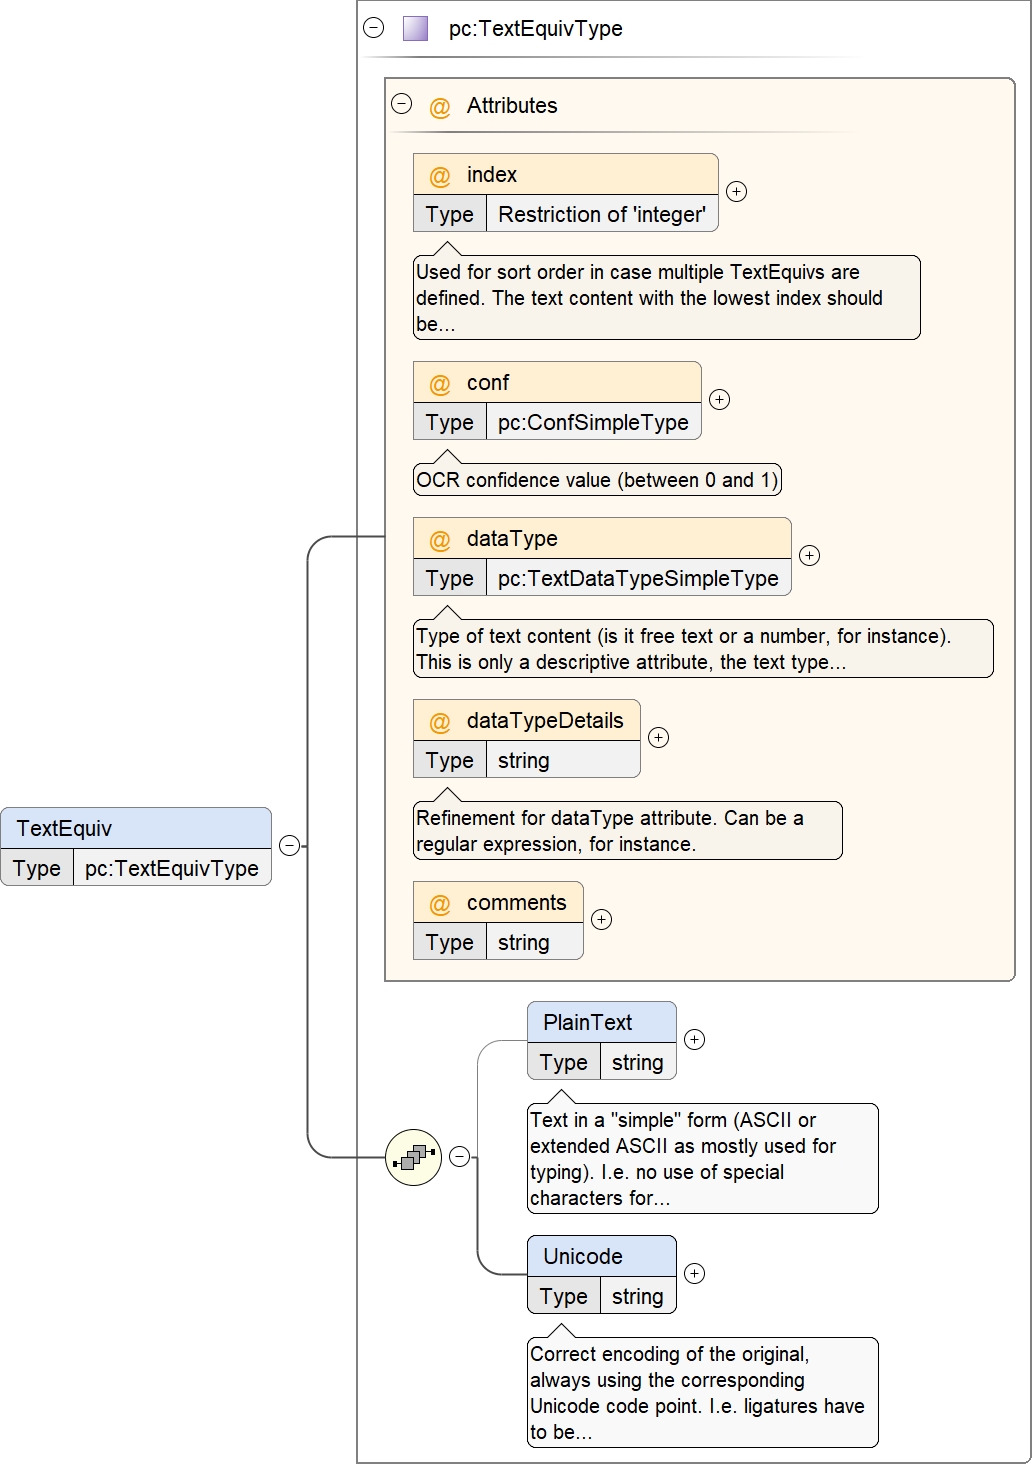 pc:TextEquivType
@ Attributes
@ index
Type Restriction of 'integer'
Used for sort order in case multiple TextEquivs are
defined. The text content with the lowest index should
be...
@ conf
Type pc:ConfSimpleType
OCR confidence value (between 0 and 1)
@ dataType
Type pc:TextDataTypeSimpleType
Type of text content (is it free text or a number, for instance).
This is only a descriptive attribute, the text type...
@ dataTypeDetails
Type string
Refinement for dataType attribute. Can be a
regular expression, for instance.
TextEquiv
Type pc:TextEquivType
@ comments
Type string
PlainText
Type string
Text in a "simple" form (ASCII or
extended ASCII as mostly used for
typing). I.e. no use of special
characters for...
Unicode
Type string
Correct encoding of the original,
always using the corresponding
Unicode code point. I.e. ligatures have
to be...